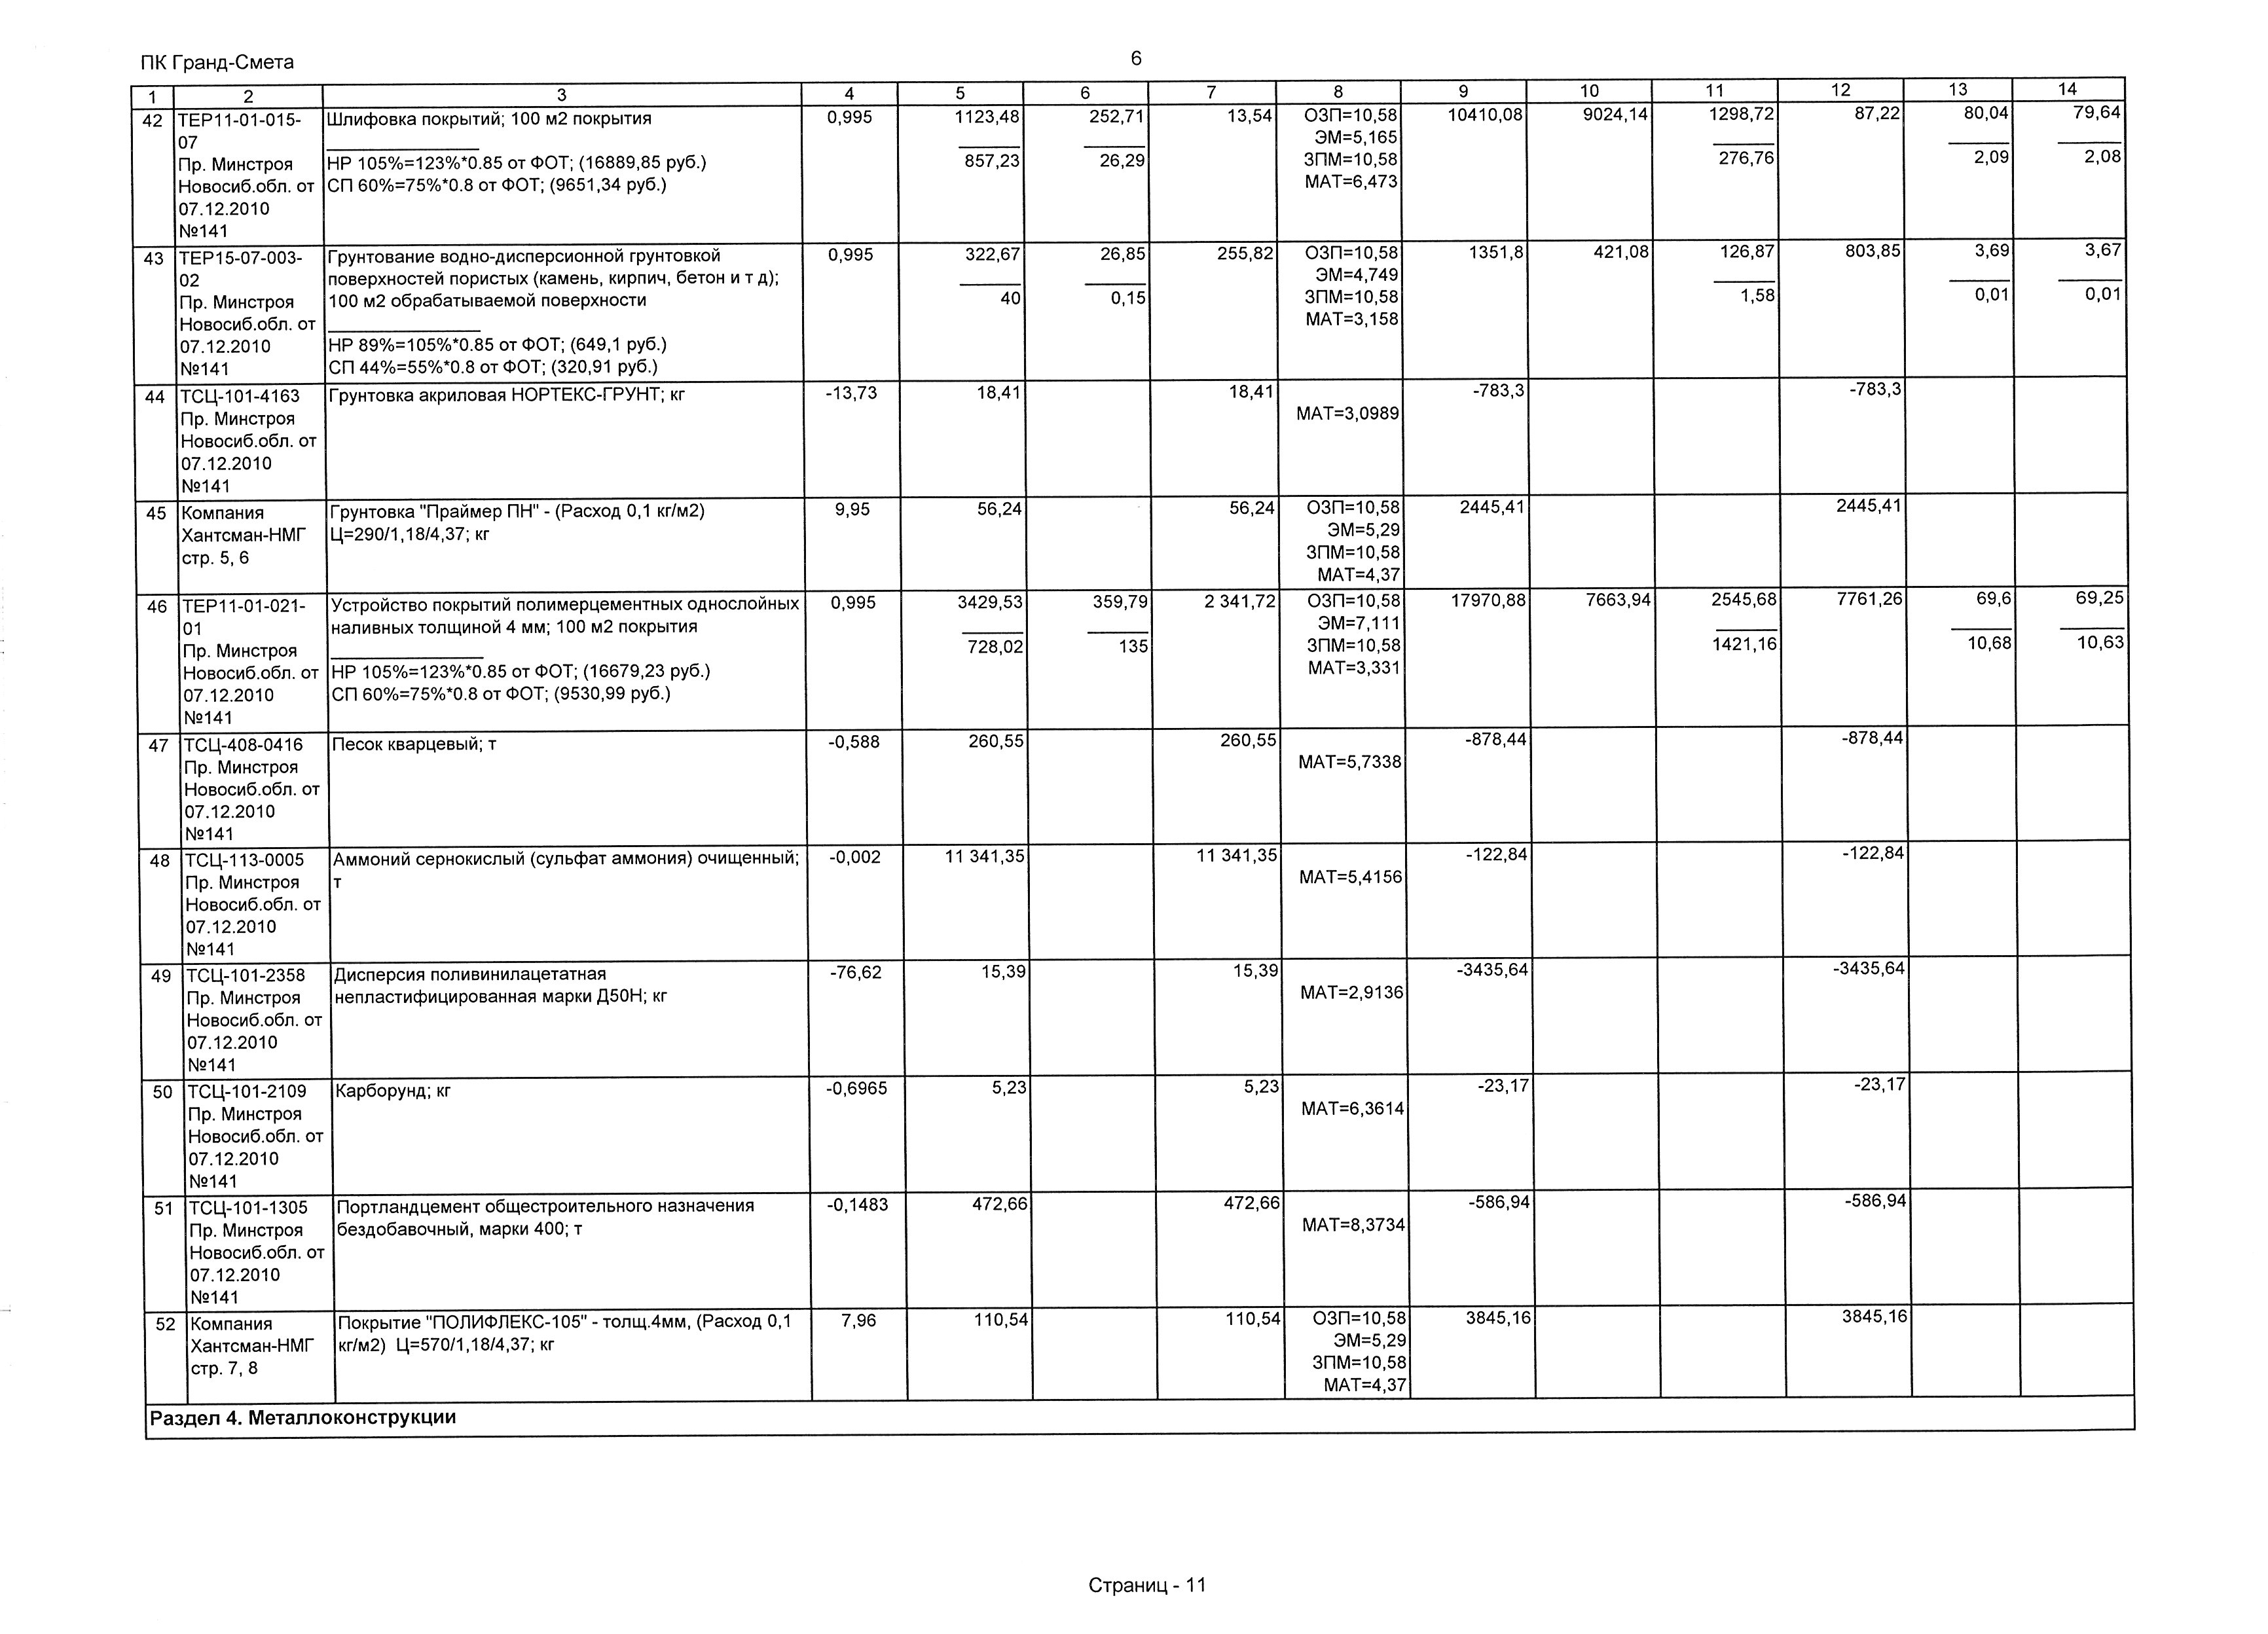 ПК Гранд-Смета
6
1 2 3 4 5 6 7 8 9 10 11 12 13 14
42 ТЕР11-01-015- Шлифовка покрытий; 100 м2 покрытия 0,995 1123,48 252,71 13,54 ОЗП=10,58 10410,08 9024,14 1298,72 87,22 80,04 79,64
07 ЭМ=5,165
Пр. Минстроя НР 105%=123%*0.85 от ФОТ; (16889,85 руб.) 857,23 26,29 ЗПМ=10,58 276,76 2,09 2,08
Новосиб.обл. от СП 60%=75%*0.8 от ФОТ; (9651,34 руб.) МАТ=6,473
07.12.2010
№141
43 ТЕР15-07-003- Грунтование водно-дисперсионной грунтовкой 0,995 322,67 26,85 255,82 ОЗП=10,58 1351,8 421,08 126,87 803,85 3,69 3,67
02 поверхностей пористых (камень, кирпич, бетон и т д); ЭМ=4,749
Пр. Минстроя 100 м2 обрабатываемой поверхности 40 0,15 ЗПМ=10,58 1,58 0,01 0,01
Новосиб.обл. от МАТ=3,158
07.12.2010 НР 89%=105%*0.85 от ФОТ; (649,1 руб.)
№141 СП 44%=55%*0.8 от ФОТ; (320,91 руб.)
44 ТСЦ-101-4163 Грунтовка акриловая НОРТЕКС-ГРУНТ; кг -13,73 18,41 18,41 -783,3 -783,3
Пр. Минстроя МАТ=3,0989
Новосиб.обл. от
07.12.2010
№141
45 Компания Грунтовка "Праймер ПН" - (Расход 0,1 кг/м2) 9,95 56,24 56,24 ОЗП=10,58 2445,41 2445,41
Хантсман-НМГ Ц=290/1,18/4,37; кг ЭМ=5,29
стр. 5, 6 ЗПМ=10,58
МАТ=4,37
46 ТЕР11-01-021- Устройство покрытий полимерцементных однослойных 0,995 3429,53 359,79 2 341,72 ОЗП=10,58 17970,88 7663,94 2545,68 7761,26 69,6 69,25
01 наливных толщиной 4 мм; 100 м2 покрытия ЭМ=7,111
Пр. Минстроя 728,02 135 ЗПМ=10,58 1421,16 10,68 10,63
Новосиб.обл. от НР 105%=123%*0.85 от ФОТ; (16679,23 руб.) МАТ=3,331
07.12.2010 СП 60%=75%*0.8 от ФОТ; (9530,99 руб.)
№141
47 ТСЦ-408-0416 Песок кварцевый; т -0,588 260,55 260,55 -878,44 -878,44
Пр. Минстроя МАТ=5,7338
Новосиб.обл. от
07.12.2010
№141
48 ТСЦ-113-0005 Аммоний сернокислый (сульфат аммония) очищенный; -0,002 11 341,35 11 341,35 -122,84 -122,84
Пр. Минстроя т МАТ=5,4156
Новосиб.обл. от
07.12.2010
№141
49 ТСЦ-101-2358 Дисперсия поливинилацетатная -76,62 15,39 15,39 -3435,64 -3435,64
Пр. Минстроя непластифицированная марки Д50Н; кг МАТ=2,9136
Новосиб.обл. от
07.12.2010
№141
50 ТСЦ-101-2109 Карборунд; кг -0,6965 5,23 5,23 -23,17 -23,17
Пр. Минстроя МАТ=6,3614
Новосиб.обл. от
07.12.2010
№141
51 ТСЦ-101-1305 Портландцемент общестроительного назначения -0,1483 472,66 472,66 -586,94 -586,94
Пр. Минстроя бездобавочный, марки 400; т МАТ=8,3734
Новосиб.обл. от
07.12.2010
№141
52 Компания Покрытие "ПОЛИФЛЕКС-105" - толщ.4мм, (Расход 0,1 7,96 110,54 110,54 ОЗП=10,58 3845,16 3845,16
Хантсман-НМГ кг/м2) Ц=570/1,18/4,37; кг ЭМ=5,29
стр. 7, 8 ЗПМ=10,58
МАТ=4,37
Раздел 4. Металлоконструкции
Страниц - 11